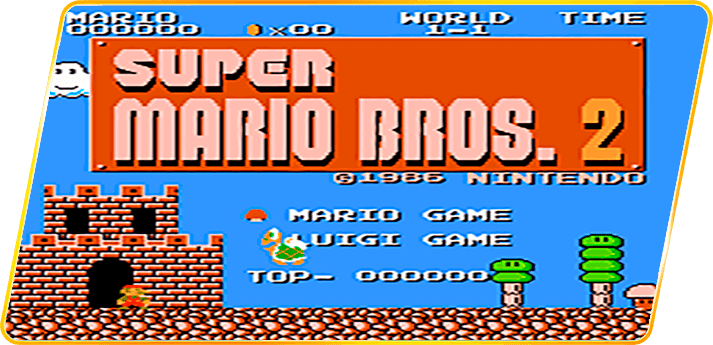 MARIO WORLD TIME
000000 ×00 1-1
SUPER
MARIO BROS. 2
©1986 NINTENDO
MARIO GAME
LUIGI GAME
TOP- 000000